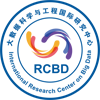 大数据科学与工程国际研究中心
RCBD
International Research Center on Big Data